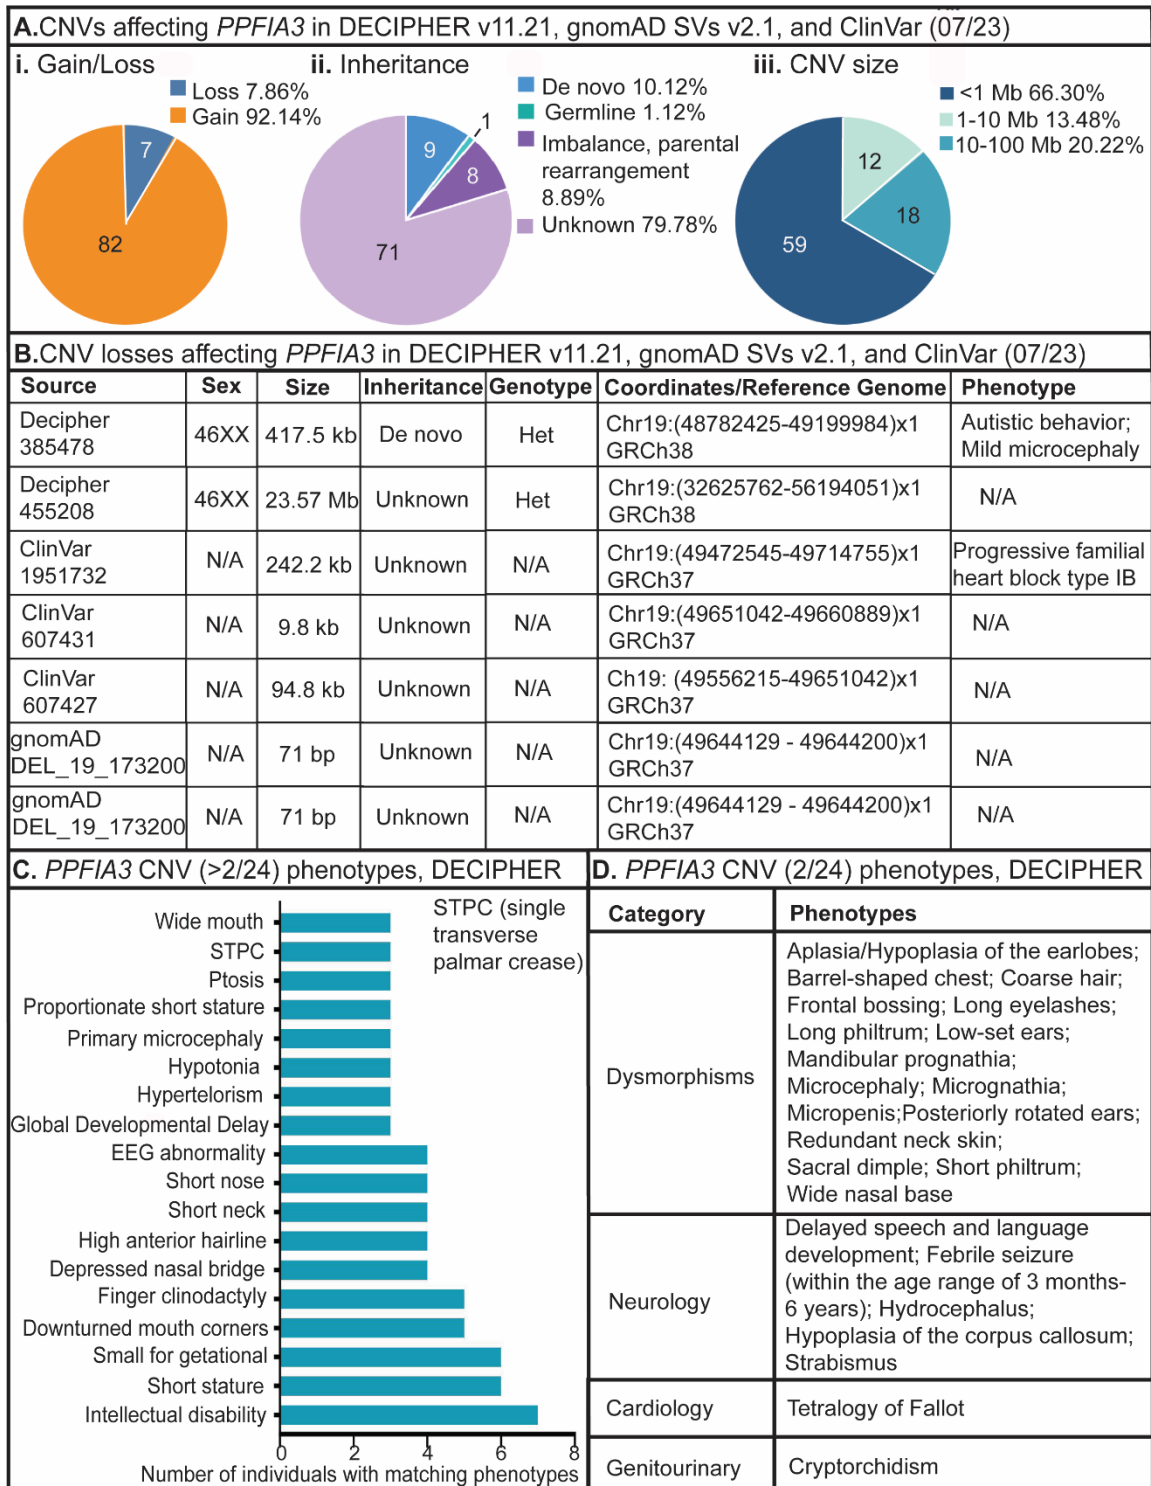 A.CNVs affecting PPFIA3 in DECIPHER v11.21, gnomAD SVs v2.1, and ClinVar (07/23)
i. Gain/Loss
Loss 7.86%
Gain 92.14%
7
82
ii. Inheritance
De novo 10.12%
Germline 1.12%
Imbalance, parental
rearrangement
8.89%
Unknown 79.78%
1
9
8
71
iii. CNV size
<1 Mb 66.30%
1-10 Mb 13.48%
10-100 Mb 20.22%
12
18
59
B.CNV losses affecting PPFIA3 in DECIPHER v11.21, gnomAD SVs v2.1, and ClinVar (07/23)
Source Sex Size Inheritance Genotype Coordinates/Reference Genome Phenotype
Decipher
385478
46XX
417.5 kb
De novo
Het
Chr19:(48782425-49199984)x1
GRCh38
Autistic behavior;
Mild microcephaly
Decipher
455208
46XX
23.57 Mb
Unknown
Het
Chr19:(32625762-56194051)x1
GRCh38
N/A
ClinVar
1951732
N/A
242.2 kb
Unknown
N/A
Chr19:(49472545-49714755)x1
GRCh37
Progressive familial
heart block type IB
ClinVar
607431
N/A
9.8 kb
Unknown
N/A
Chr19:(49651042-49660889)x1
GRCh37
N/A
ClinVar
607427
N/A
94.8 kb
Unknown
N/A
Ch19: (49556215-49651042)x1
GRCh37
N/A
gnomAD
DEL_19_173200
N/A
71 bp
Unknown
N/A
Chr19:(49644129 - 49644200)x1
GRCh37
N/A
gnomAD
DEL_19_173200
N/A
71 bp
Unknown
N/A
Chr19:(49644129 - 49644200)x1
GRCh37
N/A
C. PPFIA3 CNV (>2/24) phenotypes, DECIPHER
STPC (single
transverse
palmar crease)
Wide mouth
STPC
Ptosis
Proportionate short stature
Primary microcephaly
Hypotonia
Hypertelorism
Global Developmental Delay
EEG abnormality
Short nose
Short neck
High anterior hairline
Depressed nasal bridge
Finger clinodactyly
Downturned mouth corners
Small for getational
Short stature
Intellectual disability
0 2 4 6 8
Number of individuals with matching phenotypes
D. PPFIA3 CNV (2/24) phenotypes, DECIPHER
Category Phenotypes
Dysmorphisms
Aplasia/Hypoplasia of the earlobes;
Barrel-shaped chest; Coarse hair;
Frontal bossing; Long eyelashes;
Long philtrum; Low-set ears;
Mandibular prognathia;
Microcephaly; Micrognathia;
Micropenis;Posteriorly rotated ears;
Redundant neck skin;
Sacral dimple; Short philtrum;
Wide nasal base
Neurology
Delayed speech and language
development; Febrile seizure
(within the age range of 3 months-
6 years); Hydrocephalus;
Hypoplasia of the corpus callosum;
Strabismus
Cardiology
Tetralogy of Fallot
Genitourinary
Cryptorchidism